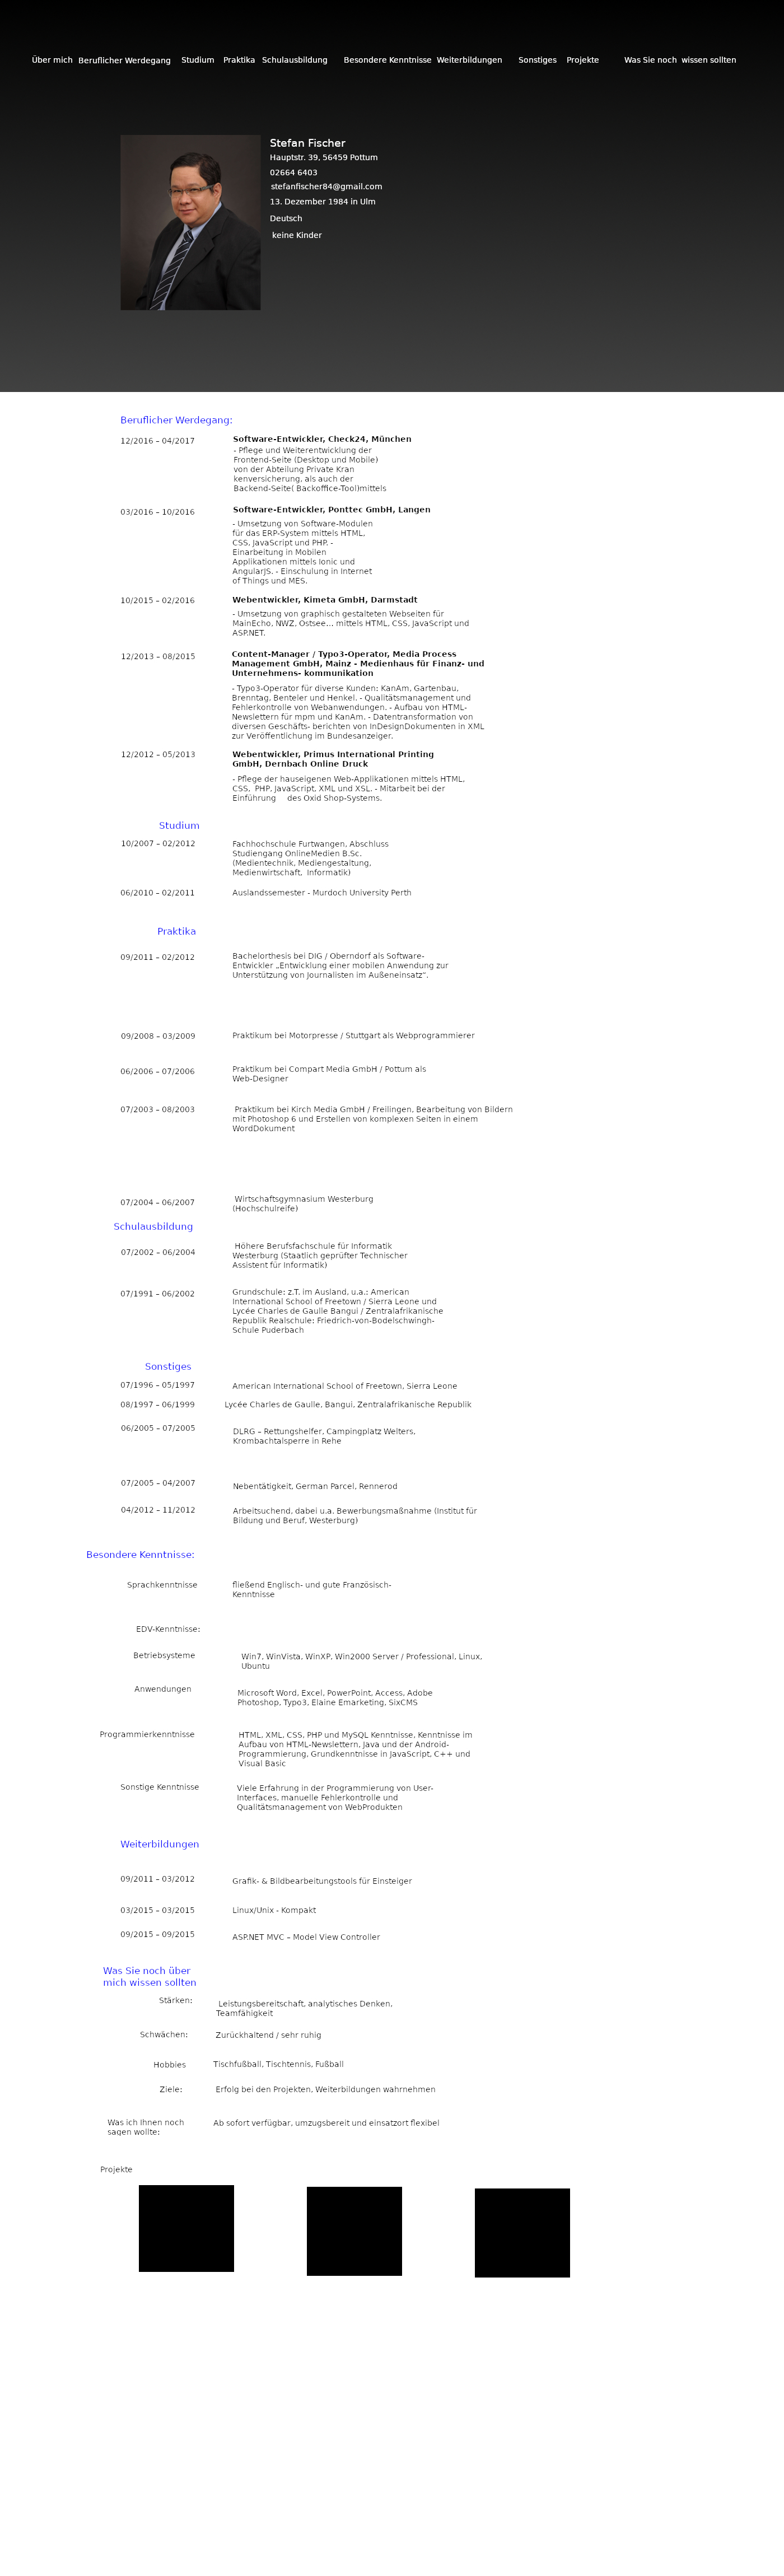 Über mich Beruflicher Werdegang Studium Praktika Schulausbildung Besondere Kenntnisse Weiterbildungen Sonstiges Projekte Was Sie noch wissen sollten
Stefan Fischer
Hauptstr. 39, 56459 Pottum
02664 6403
stefanfischer84@gmail.com
13. Dezember 1984 in Ulm
Deutsch
keine Kinder
Beruflicher Werdegang:
12/2016 – 04/2017
Software-Entwickler, Check24, München
- Pflege und Weiterentwicklung der
Frontend-Seite (Desktop und Mobile)
von der Abteilung Private Kran
kenversicherung, als auch der
Backend-Seite( Backoffice-Tool)mittels
03/2016 – 10/2016
Software-Entwickler, Ponttec GmbH, Langen
- Umsetzung von Software-Modulen
für das ERP-System mittels HTML,
CSS, JavaScript und PHP. -
Einarbeitung in Mobilen
Applikationen mittels Ionic und
AngularJS. - Einschulung in Internet
of Things und MES.
10/2015 – 02/2016
Webentwickler, Kimeta GmbH, Darmstadt
- Umsetzung von graphisch gestalteten Webseiten für
MainEcho, NWZ, Ostsee... mittels HTML, CSS, JavaScript und
ASP.NET.
12/2013 – 08/2015
Content-Manager / Typo3-Operator, Media Process
Management GmbH, Mainz - Medienhaus für Finanz- und
Unternehmens- kommunikation
- Typo3-Operator für diverse Kunden: KanAm, Gartenbau,
Brenntag, Benteler und Henkel. - Qualitätsmanagement und
Fehlerkontrolle von Webanwendungen. - Aufbau von HTML-
Newslettern für mpm und KanAm. - Datentransformation von
diversen Geschäfts- berichten von InDesignDokumenten in XML
zur Veröffentlichung im Bundesanzeiger.
12/2012 – 05/2013
Webentwickler, Primus International Printing
GmbH, Dernbach Online Druck
- Pflege der hauseigenen Web-Applikationen mittels HTML,
CSS, PHP, JavaScript, XML und XSL. - Mitarbeit bei der
Einführung des Oxid Shop-Systems.
Studium
10/2007 – 02/2012
Fachhochschule Furtwangen, Abschluss
Studiengang OnlineMedien B.Sc.
(Medientechnik, Mediengestaltung,
Medienwirtschaft, Informatik)
06/2010 – 02/2011
Auslandssemester - Murdoch University Perth
Praktika
09/2011 – 02/2012
Bachelorthesis bei DIG / Oberndorf als Software-
Entwickler „Entwicklung einer mobilen Anwendung zur
Unterstützung von Journalisten im Außeneinsatz“.
09/2008 – 03/2009
Praktikum bei Motorpresse / Stuttgart als Webprogrammierer
06/2006 – 07/2006
Praktikum bei Compart Media GmbH / Pottum als
Web-Designer
07/2003 – 08/2003
Praktikum bei Kirch Media GmbH / Freilingen, Bearbeitung von Bildern
mit Photoshop 6 und Erstellen von komplexen Seiten in einem
WordDokument
07/2004 – 06/2007
Wirtschaftsgymnasium Westerburg
(Hochschulreife)
Schulausbildung
07/2002 – 06/2004
Höhere Berufsfachschule für Informatik
Westerburg (Staatlich geprüfter Technischer
Assistent für Informatik)
07/1991 – 06/2002
Grundschule: z.T. im Ausland, u.a.: American
International School of Freetown / Sierra Leone und
Lycée Charles de Gaulle Bangui / Zentralafrikanische
Republik Realschule: Friedrich-von-Bodelschwingh-
Schule Puderbach
Sonstiges
07/1996 – 05/1997
American International School of Freetown, Sierra Leone
08/1997 – 06/1999
Lycée Charles de Gaulle, Bangui, Zentralafrikanische Republik
06/2005 – 07/2005
DLRG – Rettungshelfer, Campingplatz Welters,
Krombachtalsperre in Rehe
07/2005 – 04/2007
Nebentätigkeit, German Parcel, Rennerod
04/2012 – 11/2012
Arbeitsuchend, dabei u.a. Bewerbungsmaßnahme (Institut für
Bildung und Beruf, Westerburg)
Besondere Kenntnisse:
Sprachkenntnisse
fließend Englisch- und gute Französisch-
Kenntnisse
EDV-Kenntnisse:
Betriebsysteme
Win7, WinVista, WinXP, Win2000 Server / Professional, Linux,
Ubuntu
Anwendungen
Microsoft Word, Excel, PowerPoint, Access, Adobe
Photoshop, Typo3, Elaine Emarketing, SixCMS
Programmierkenntnisse
HTML, XML, CSS, PHP und MySQL Kenntnisse, Kenntnisse im
Aufbau von HTML-Newslettern, Java und der Android-
Programmierung, Grundkenntnisse in JavaScript, C++ und
Visual Basic
Sonstige Kenntnisse
Viele Erfahrung in der Programmierung von User-
Interfaces, manuelle Fehlerkontrolle und
Qualitätsmanagement von WebProdukten
Weiterbildungen
09/2011 – 03/2012
Grafik- & Bildbearbeitungstools für Einsteiger
03/2015 – 03/2015
Linux/Unix - Kompakt
09/2015 – 09/2015
ASP.NET MVC – Model View Controller
Was Sie noch über
mich wissen sollten
Stärken:
Leistungsbereitschaft, analytisches Denken,
Teamfähigkeit
Schwächen:
Zurückhaltend / sehr ruhig
Hobbies
Tischfußball, Tischtennis, Fußball
Ziele:
Erfolg bei den Projekten, Weiterbildungen wahrnehmen
Was ich Ihnen noch
sagen wollte:
Ab sofort verfügbar, umzugsbereit und einsatzort flexibel
Projekte